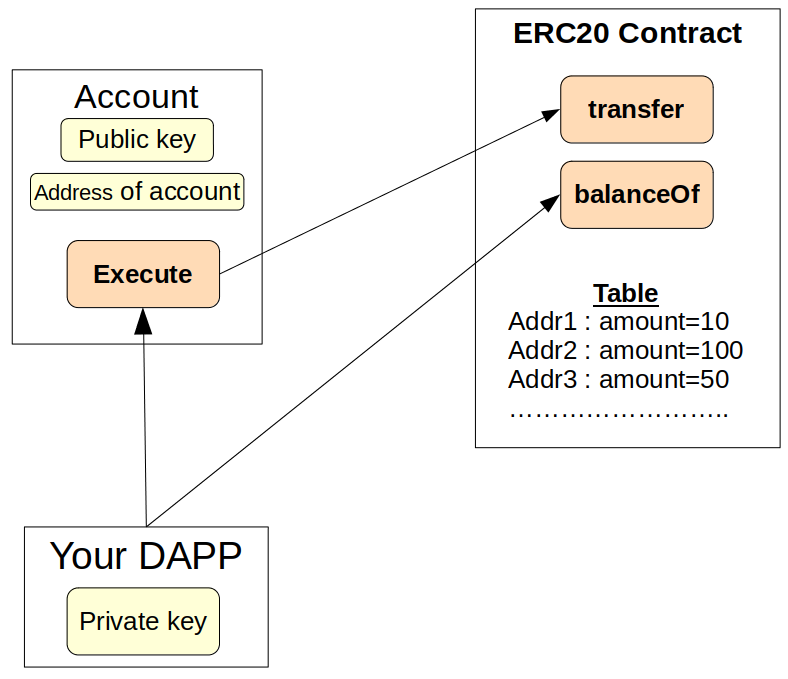 Account
Public key
Address of account
Execute
ERC20 Contract
transfer
balanceOf
Table
Addr1 : amount=10
Addr2 : amount=100
Addr3 : amount=50
……………………..
Your DAPP
Private key